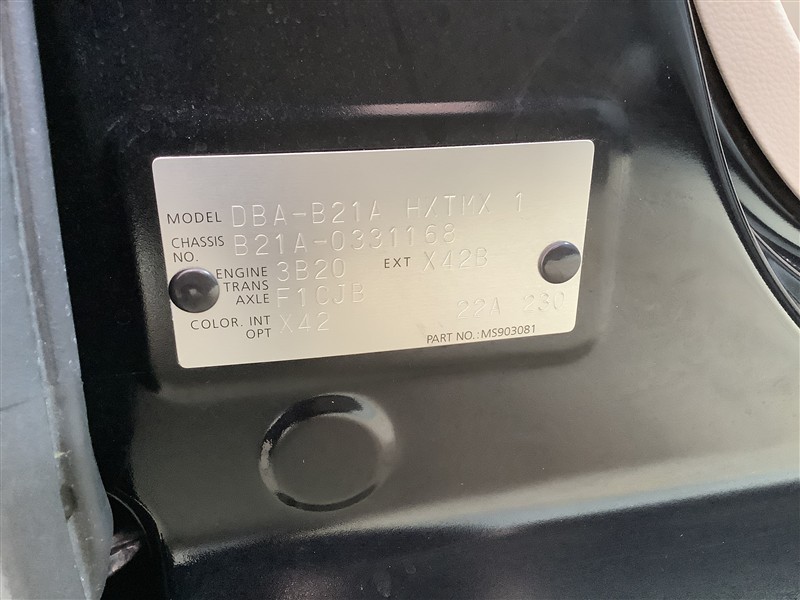 MODEL DBA-B21A H/TMX 1
CHASSIS NO. B21A-0331168
ENGINE 3B20 EXT X42B
TRANS AXLE F1CJB
COLOR. INT OPT X42 22A 230
PART NO.: MS903081